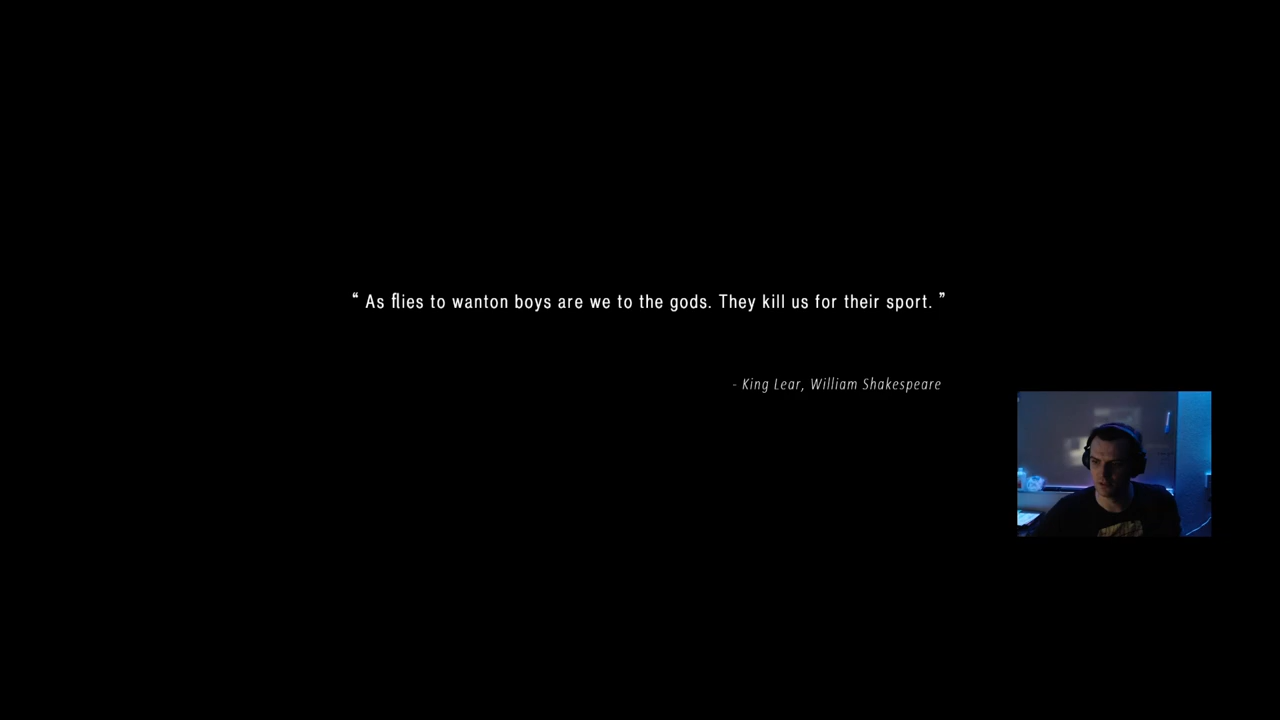 “ As flies to wanton boys are we to the gods. They kill us for their sport. ”
- King Lear, William Shakespeare